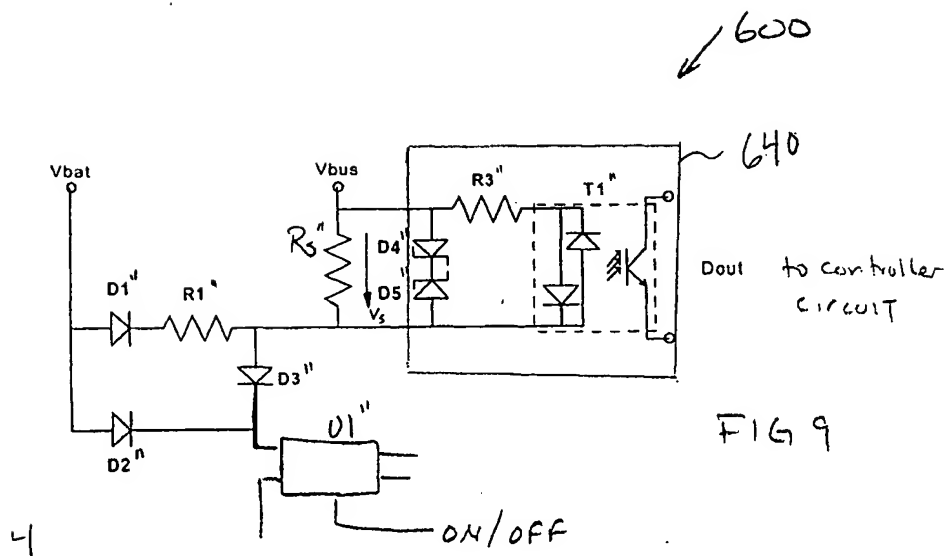 600
640
Vbat
Vbus
R3"
T1"
Rs"
D4"
D5"
Vs
Dout to controller
circuit
D1"
R1"
D3"
D2"
U1"
FIG 9
ON/OFF